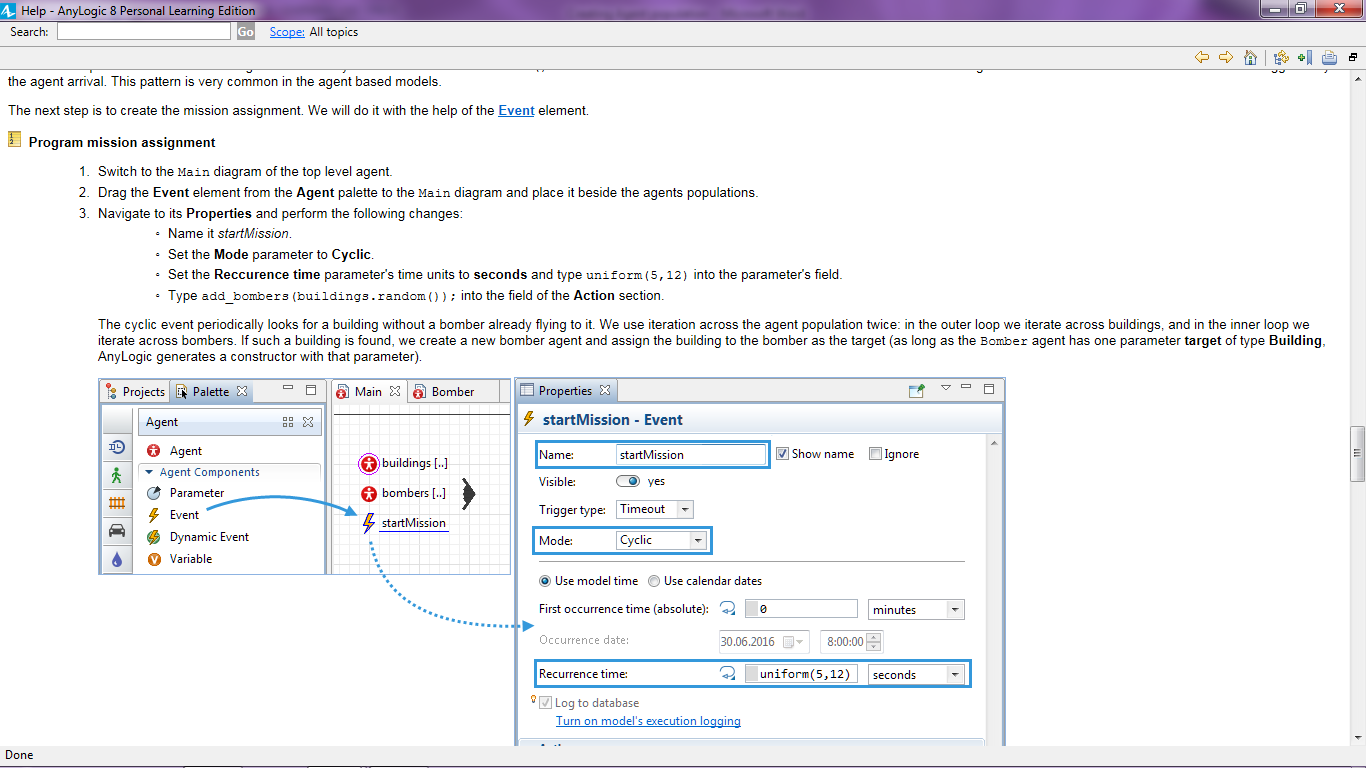 Help - AnyLogic 8 Personal Learning Edition
Search:
Go
Scope: All topics
the agent arrival. This pattern is very common in the agent based models.
The next step is to create the mission assignment. We will do it with the help of the Event element.
Program mission assignment
1. Switch to the Main diagram of the top level agent.
2. Drag the Event element from the Agent palette to the Main diagram and place it beside the agents populations.
3. Navigate to its Properties and perform the following changes:
Name it startMission.
Set the Mode parameter to Cyclic.
Set the Reccurence time parameter's time units to seconds and type uniform(5,12) into the parameter's field.
Type add_bombers(buildings.random()); into the field of the Action section.
The cyclic event periodically looks for a building without a bomber already flying to it. We use iteration across the agent population twice: in the outer loop we iterate across buildings, and in the inner loop we
iterate across bombers. If such a building is found, we create a new bomber agent and assign the building to the bomber as the target (as long as the Bomber agent has one parameter target of type Building,
AnyLogic generates a constructor with that parameter).
Projects
Palette
Agent
Agent
Agent Components
Parameter
Event
Dynamic Event
Variable
Main
Bomber
buildings [..]
bombers [..]
startMission
Properties
startMission - Event
Name: startMission
Show name
Ignore
Visible: yes
Trigger type: Timeout
Mode: Cyclic
Use model time
Use calendar dates
First occurrence time (absolute): 0 minutes
Occurrence date: 30.06.2016 8:00:00
Recurrence time: uniform(5,12) seconds
Log to database
Turn on model's execution logging
Done